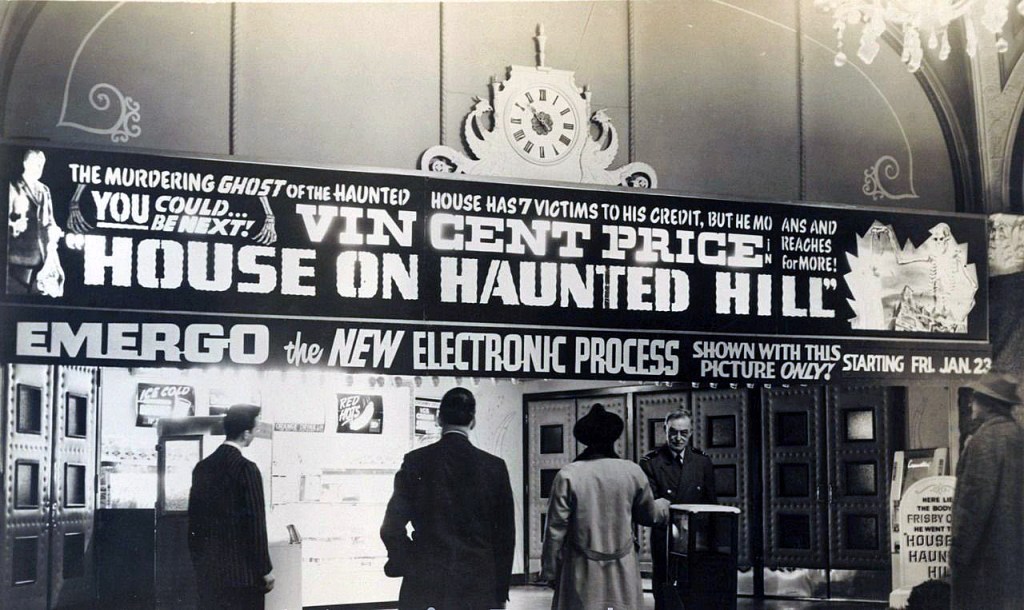 THE MURDERING GHOST OF THE HAUNTED HOUSE HAS 7 VICTIMS TO HIS CREDIT, BUT HE MO ANS AND
YOU COULD...
BE NEXT!
VIN CENT PRICE
IN REACHES
for MORE!
"HOUSE ON HAUNTED HILL"
EMERGO the NEW ELECTRONIC PROCESS
SHOWN WITH THIS
PICTURE ONLY!
STARTING FRI. JAN. 23
ICE COLD
RED
HOTS
HERE LIE
THE BODY
FRISBY
HE WENT T
"HOUSE
HAUN
HIL